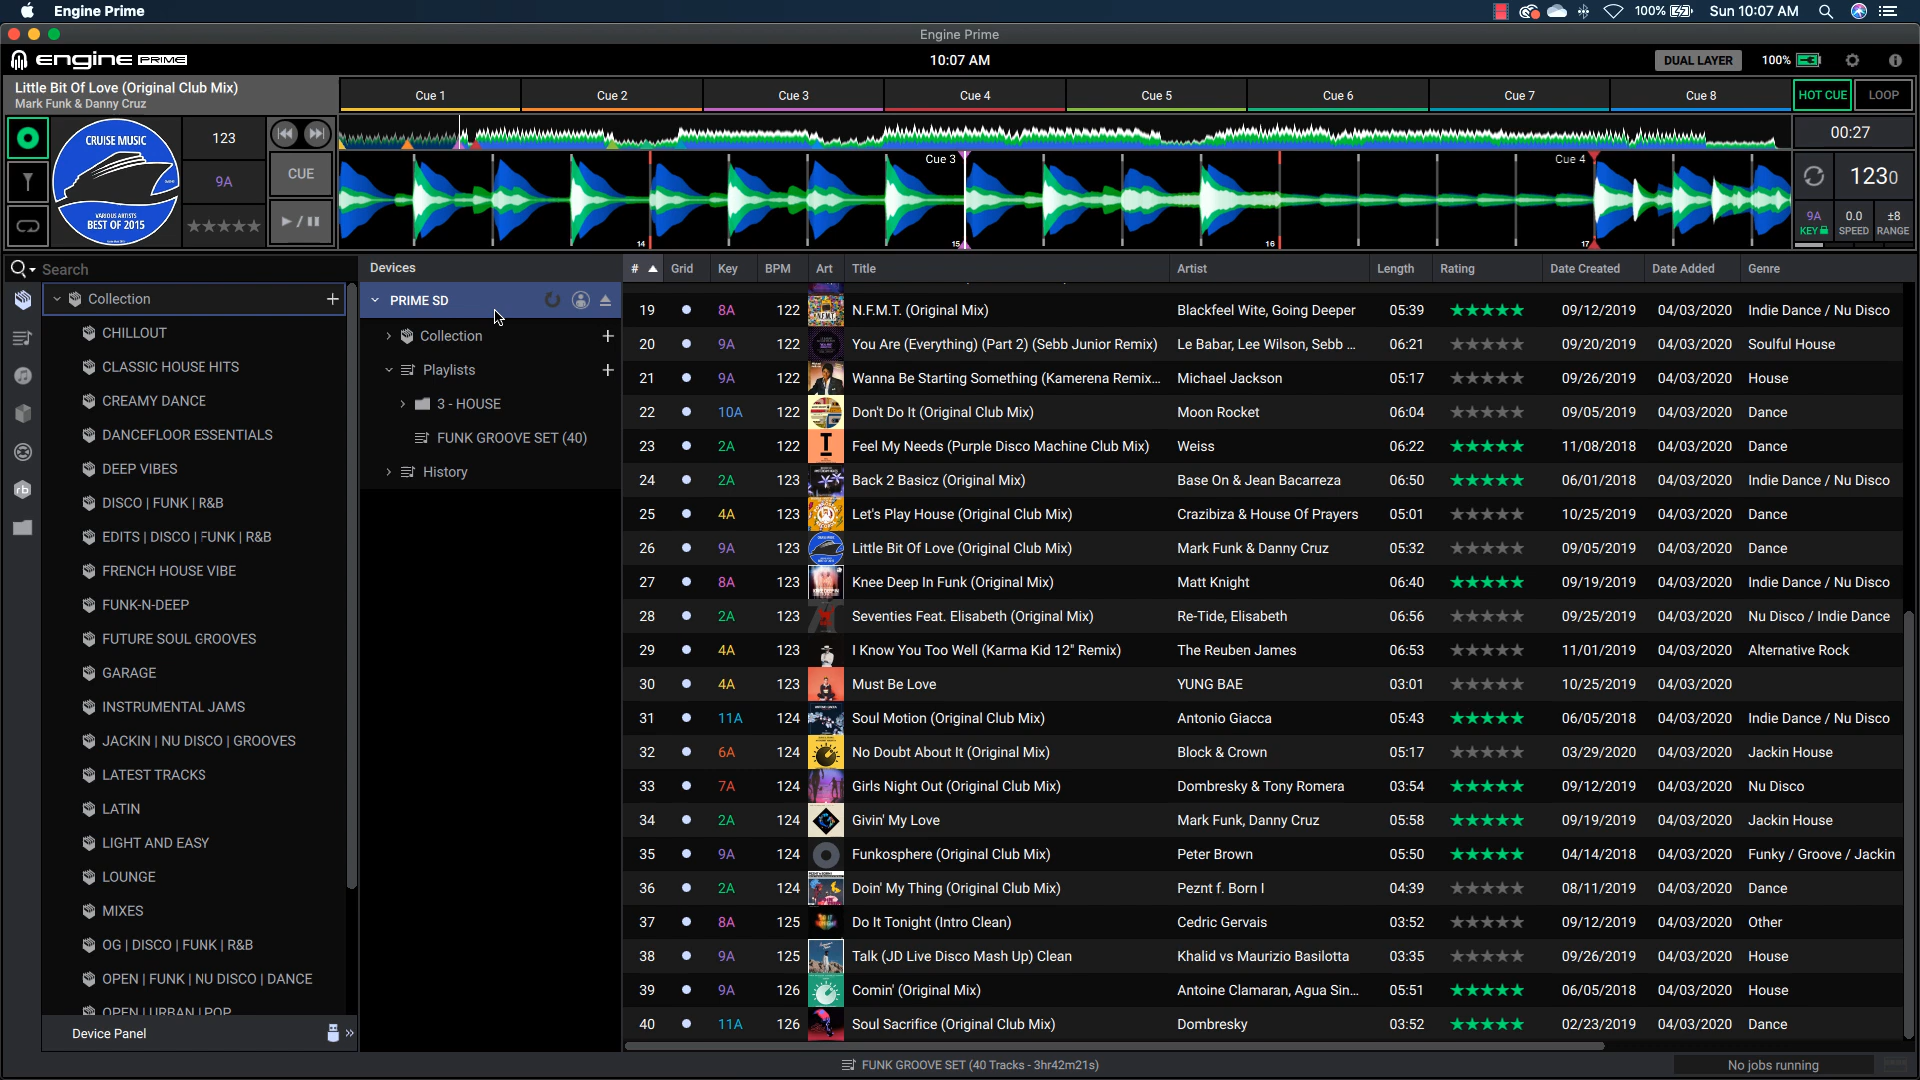 Engine Prime
100%
Sun 10:07 AM
Engine Prime
engine PRIME
10:07 AM
DUAL LAYER
100%
Little Bit Of Love (Original Club Mix)
Mark Funk & Danny Cruz
Cue 1
Cue 2
Cue 3
Cue 4
Cue 5
Cue 6
Cue 7
Cue 8
HOT CUE
LOOP
CRUISE MUSIC
VARIOUS ARTISTS
BEST OF 2015
123
9A
CUE
Cue 3
Cue 4
14
15
16
17
00:27
1230
9A
KEY
0.0
SPEED
±8
RANGE
Search
Collection
CHILLOUT
CLASSIC HOUSE HITS
CREAMY DANCE
DANCEFLOOR ESSENTIALS
DEEP VIBES
DISCO | FUNK | R&B
EDITS | DISCO | FUNK | R&B
FRENCH HOUSE VIBE
FUNK-N-DEEP
FUTURE SOUL GROOVES
GARAGE
INSTRUMENTAL JAMS
JACKIN | NU DISCO | GROOVES
LATEST TRACKS
LATIN
LIGHT AND EASY
LOUNGE
MIXES
OG | DISCO | FUNK | R&B
OPEN | FUNK | NU DISCO | DANCE
OPEN | URBAN | POP
Device Panel
rb
Devices
PRIME SD
Collection
Playlists
3 - HOUSE
FUNK GROOVE SET (40)
History
# Grid Key BPM Art Title Artist Length Rating Date Created Date Added Genre
19 8A 122 N.F.M.T. (Original Mix) Blackfeel Wite, Going Deeper 05:39 09/12/2019 04/03/2020 Indie Dance / Nu Disco
20 9A 122 You Are (Everything) (Part 2) (Sebb Junior Remix) Le Babar, Lee Wilson, Sebb ... 06:21 09/20/2019 04/03/2020 Soulful House
21 9A 122 Wanna Be Starting Something (Kamerena Remix... Michael Jackson 05:17 09/26/2019 04/03/2020 House
22 10A 122 Don't Do It (Original Club Mix) Moon Rocket 06:04 09/05/2019 04/03/2020 Dance
23 2A 122 Feel My Needs (Purple Disco Machine Club Mix) Weiss 06:22 11/08/2018 04/03/2020 Dance
24 2A 123 Back 2 Basicz (Original Mix) Base On & Jean Bacarreza 06:50 06/01/2018 04/03/2020 Indie Dance / Nu Disco
25 4A 123 Let's Play House (Original Club Mix) Crazibiza & House Of Prayers 05:01 10/25/2019 04/03/2020 Dance
26 9A 123 Little Bit Of Love (Original Club Mix) Mark Funk & Danny Cruz 05:32 09/05/2019 04/03/2020 Dance
27 8A 123 Knee Deep In Funk (Original Mix) Matt Knight 06:40 09/19/2019 04/03/2020 Indie Dance / Nu Disco
28 2A 123 Seventies Feat. Elisabeth (Original Mix) Re-Tide, Elisabeth 06:56 09/25/2019 04/03/2020 Nu Disco / Indie Dance
29 4A 123 I Know You Too Well (Karma Kid 12" Remix) The Reuben James 06:53 11/01/2019 04/03/2020 Alternative Rock
30 4A 123 Must Be Love YUNG BAE 03:01 10/25/2019 04/03/2020
31 11A 124 Soul Motion (Original Club Mix) Antonio Giacca 05:43 06/05/2018 04/03/2020 Indie Dance / Nu Disco
32 6A 124 No Doubt About It (Original Mix) Block & Crown 05:17 03/29/2020 04/03/2020 Jackin House
33 7A 124 Girls Night Out (Original Club Mix) Dombresky & Tony Romera 03:54 09/12/2019 04/03/2020 Nu Disco
34 2A 124 Givin' My Love Mark Funk, Danny Cruz 05:58 09/19/2019 04/03/2020 Jackin House
35 9A 124 Funkosphere (Original Club Mix) Peter Brown 05:50 04/14/2018 04/03/2020 Funky / Groove / Jackin
36 2A 124 Doin' My Thing (Original Club Mix) Peznt f. Born I 04:39 08/11/2019 04/03/2020 Dance
37 8A 125 Do It Tonight (Intro Clean) Cedric Gervais 03:52 09/12/2019 04/03/2020 Other
38 9A 125 Talk (JD Live Disco Mash Up) Clean Khalid vs Maurizio Basilotta 03:35 09/26/2019 04/03/2020 House
39 9A 126 Comin' (Original Mix) Antoine Clamaran, Agua Sin... 05:51 06/05/2018 04/03/2020 House
40 11A 126 Soul Sacrifice (Original Club Mix) Dombresky 03:52 02/23/2019 04/03/2020 Dance
FUNK GROOVE SET (40 Tracks - 3hr42m21s)
No jobs running